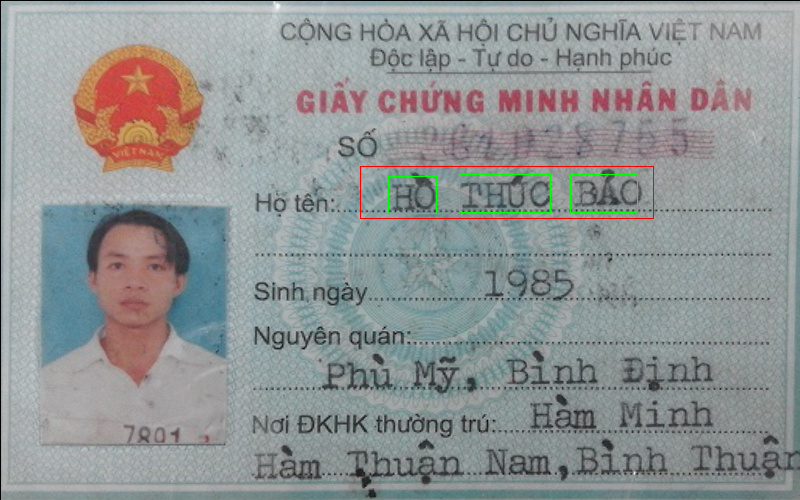 CỘNG HÒA XÃ HỘI CHỦ NGHĨA VIỆT NAM
Độc lập - Tự do - Hạnh phúc
GIẤY CHỨNG MINH NHÂN DÂN
VIỆT NAM
SỐ
Họ tên: HỒ THÚC BẢO
Sinh ngày 1985
Nguyên quán:
Phù Mỹ, Bình Định
Nơi ĐKHK thường trú: Hàm Minh
Hàm Thuận Nam, Bình Thuận
7801